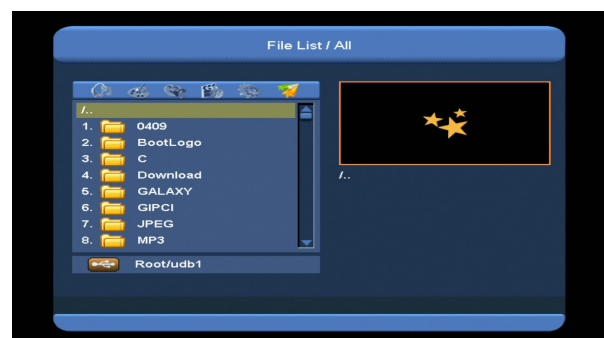 File List / All
/..
1. 0409
2. BootLogo
3. C
4. Download
5. GALAXY
6. GIPCI
7. JPEG
8. MP3
/..
Root/udb1